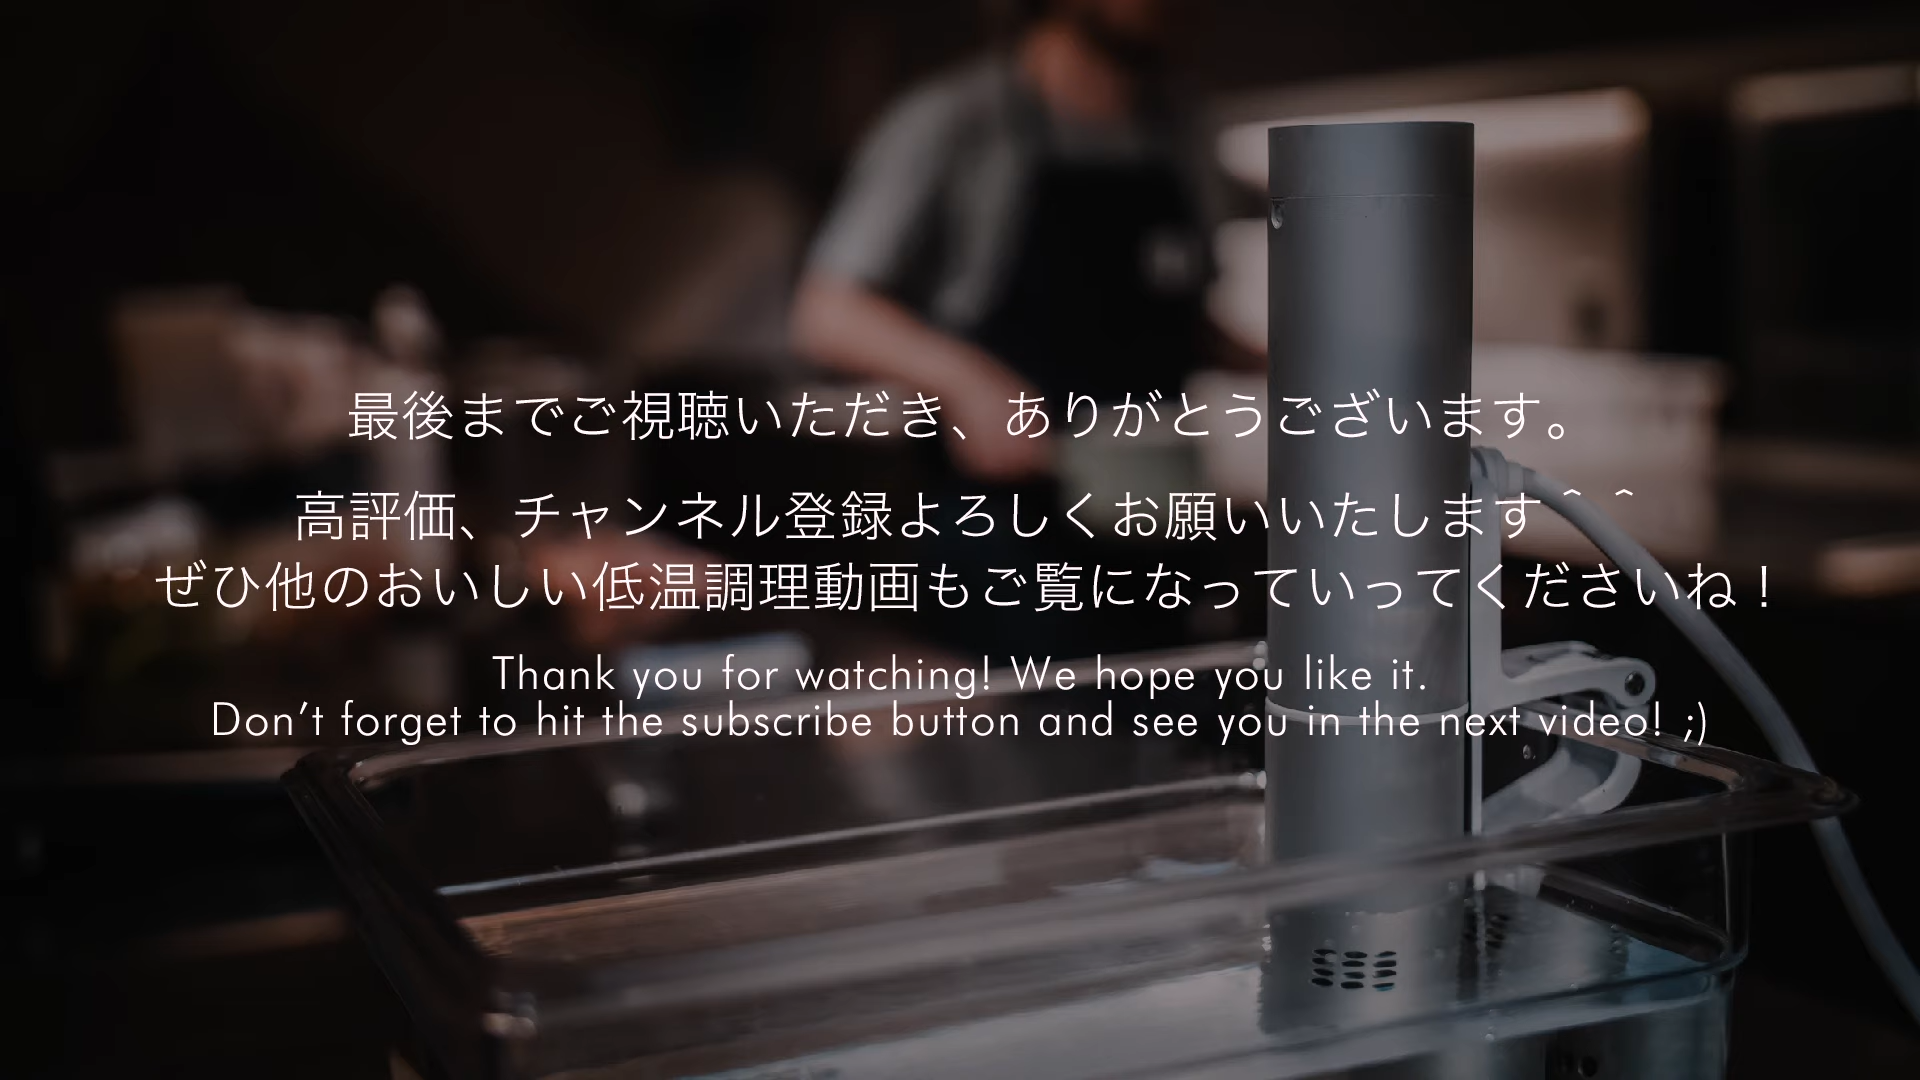 最後までご視聴いただき、ありがとうございます。
高評価、チャンネル登録よろしくお願いいたします＾＾
ぜひ他のおいしい低温調理動画もご覧になっていってくださいね！
Thank you for watching! We hope you like it.
Don’t forget to hit the subscribe button and see you in the next video! ;)